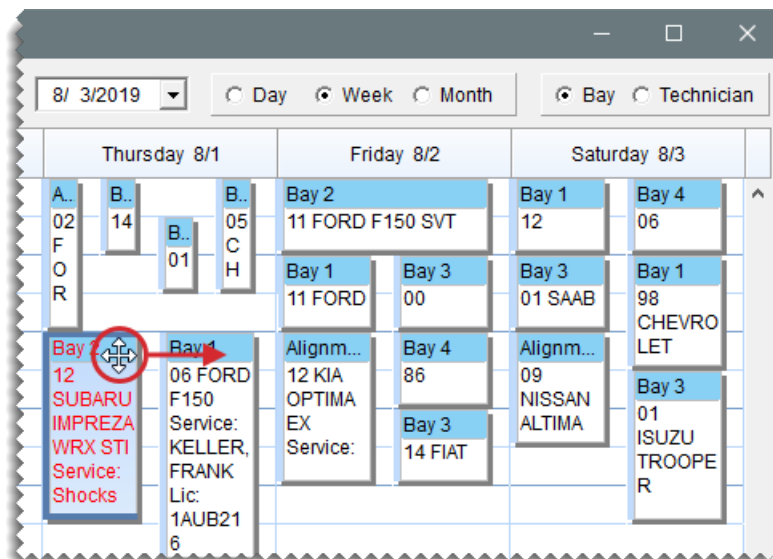 8/ 3/2019
Day
Week
Month
Bay
Technician
Thursday 8/1
Friday 8/2
Saturday 8/3
A..
02
F
O
R
B..
14
B..
01
B..
05
C
H
Bay 2
12
SUBARU
IMPREZA
WRX STI
Service:
Shocks
Bay 1
06 FORD
F150
Service:
KELLER,
FRANK
Lic:
1AUB21
6
Bay 2
11 FORD F150 SVT
Bay 1
11 FORD
Bay 3
00
Alignm...
12 KIA
OPTIMA
EX
Service:
Bay 4
86
Bay 3
14 FIAT
Bay 1
12
Bay 4
06
Bay 3
01 SAAB
Bay 1
98
CHEVRO
LET
Alignm...
09
NISSAN
ALTIMA
Bay 3
01
ISUZU
TROOPE
R